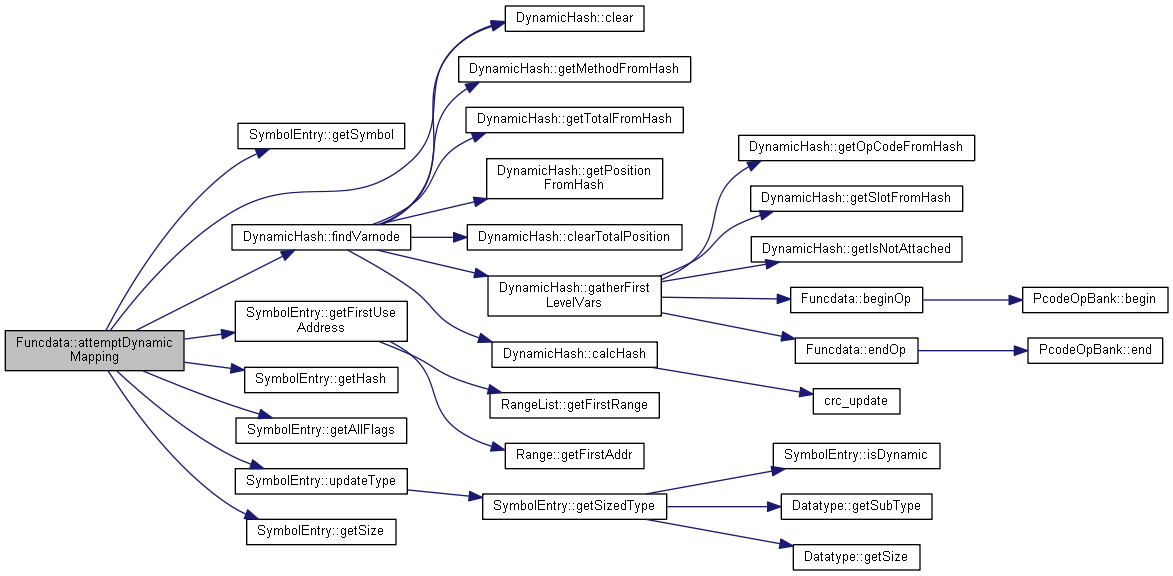 DynamicHash::clear
DynamicHash::getMethodFromHash
DynamicHash::getTotalFromHash
SymbolEntry::getSymbol
DynamicHash::getOpCodeFromHash
DynamicHash::getPosition
FromHash
DynamicHash::getSlotFromHash
DynamicHash::findVarnode
DynamicHash::clearTotalPosition
DynamicHash::getIsNotAttached
DynamicHash::gatherFirst
LevelVars
Funcdata::beginOp
PcodeOpBank::begin
SymbolEntry::getFirstUse
Address
Funcdata::attemptDynamic
Mapping
DynamicHash::calcHash
Funcdata::endOp
PcodeOpBank::end
SymbolEntry::getHash
RangeList::getFirstRange
crc_update
SymbolEntry::getAllFlags
Range::getFirstAddr
SymbolEntry::isDynamic
SymbolEntry::updateType
SymbolEntry::getSizedType
Datatype::getSubType
SymbolEntry::getSize
Datatype::getSize